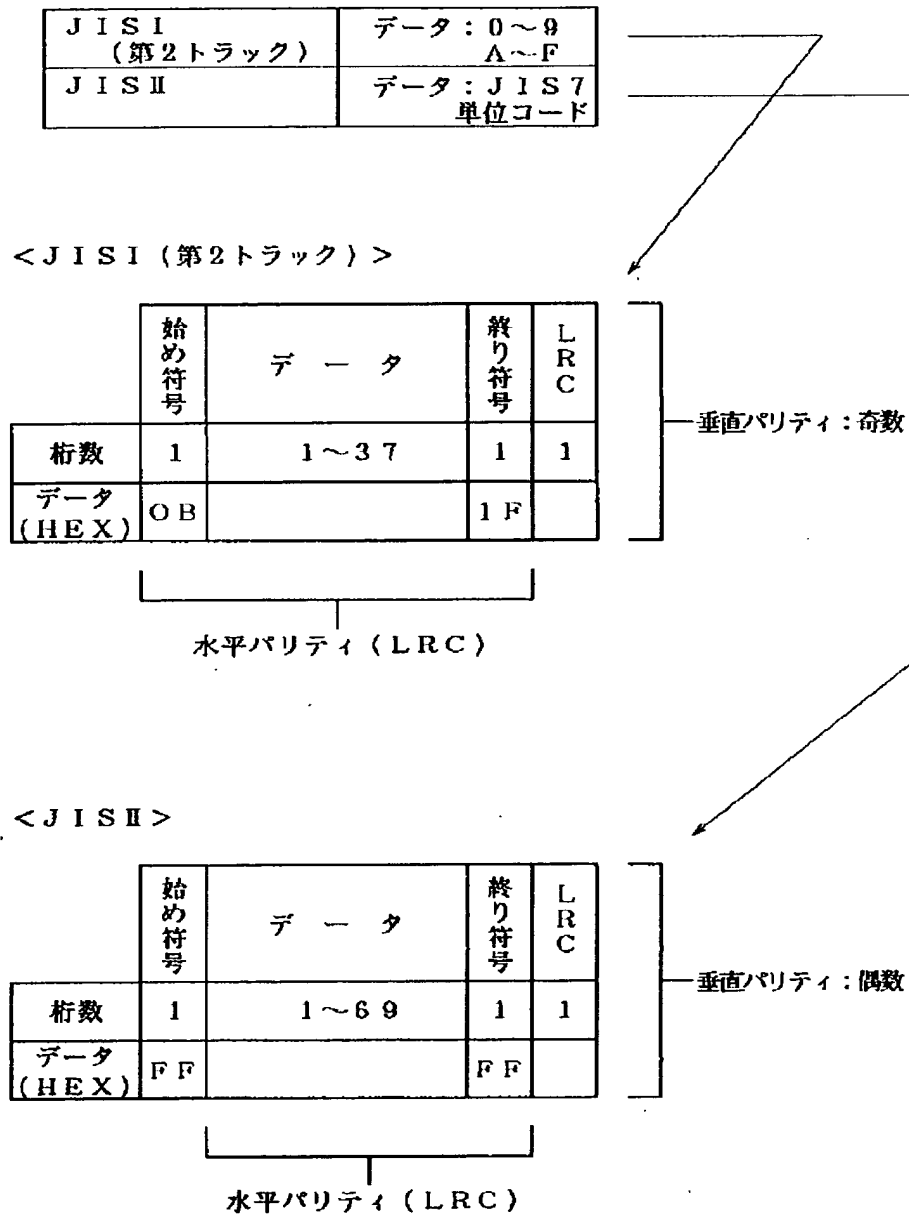 JISⅠ データ：0～9
(第2トラック) A～F
JISⅡ データ：JIS7
単位コード
＜JISⅠ(第2トラック)＞
始め符号 データ 終り符号 LRC
桁数 1 1～37 1 1
データ(HEX) OB 1F
垂直パリティ：奇数
水平パリティ(LRC)
＜JISⅡ＞
始め符号 データ 終り符号 LRC
桁数 1 1～69 1 1
データ(HEX) FF FF
垂直パリティ：偶数
水平パリティ(LRC)